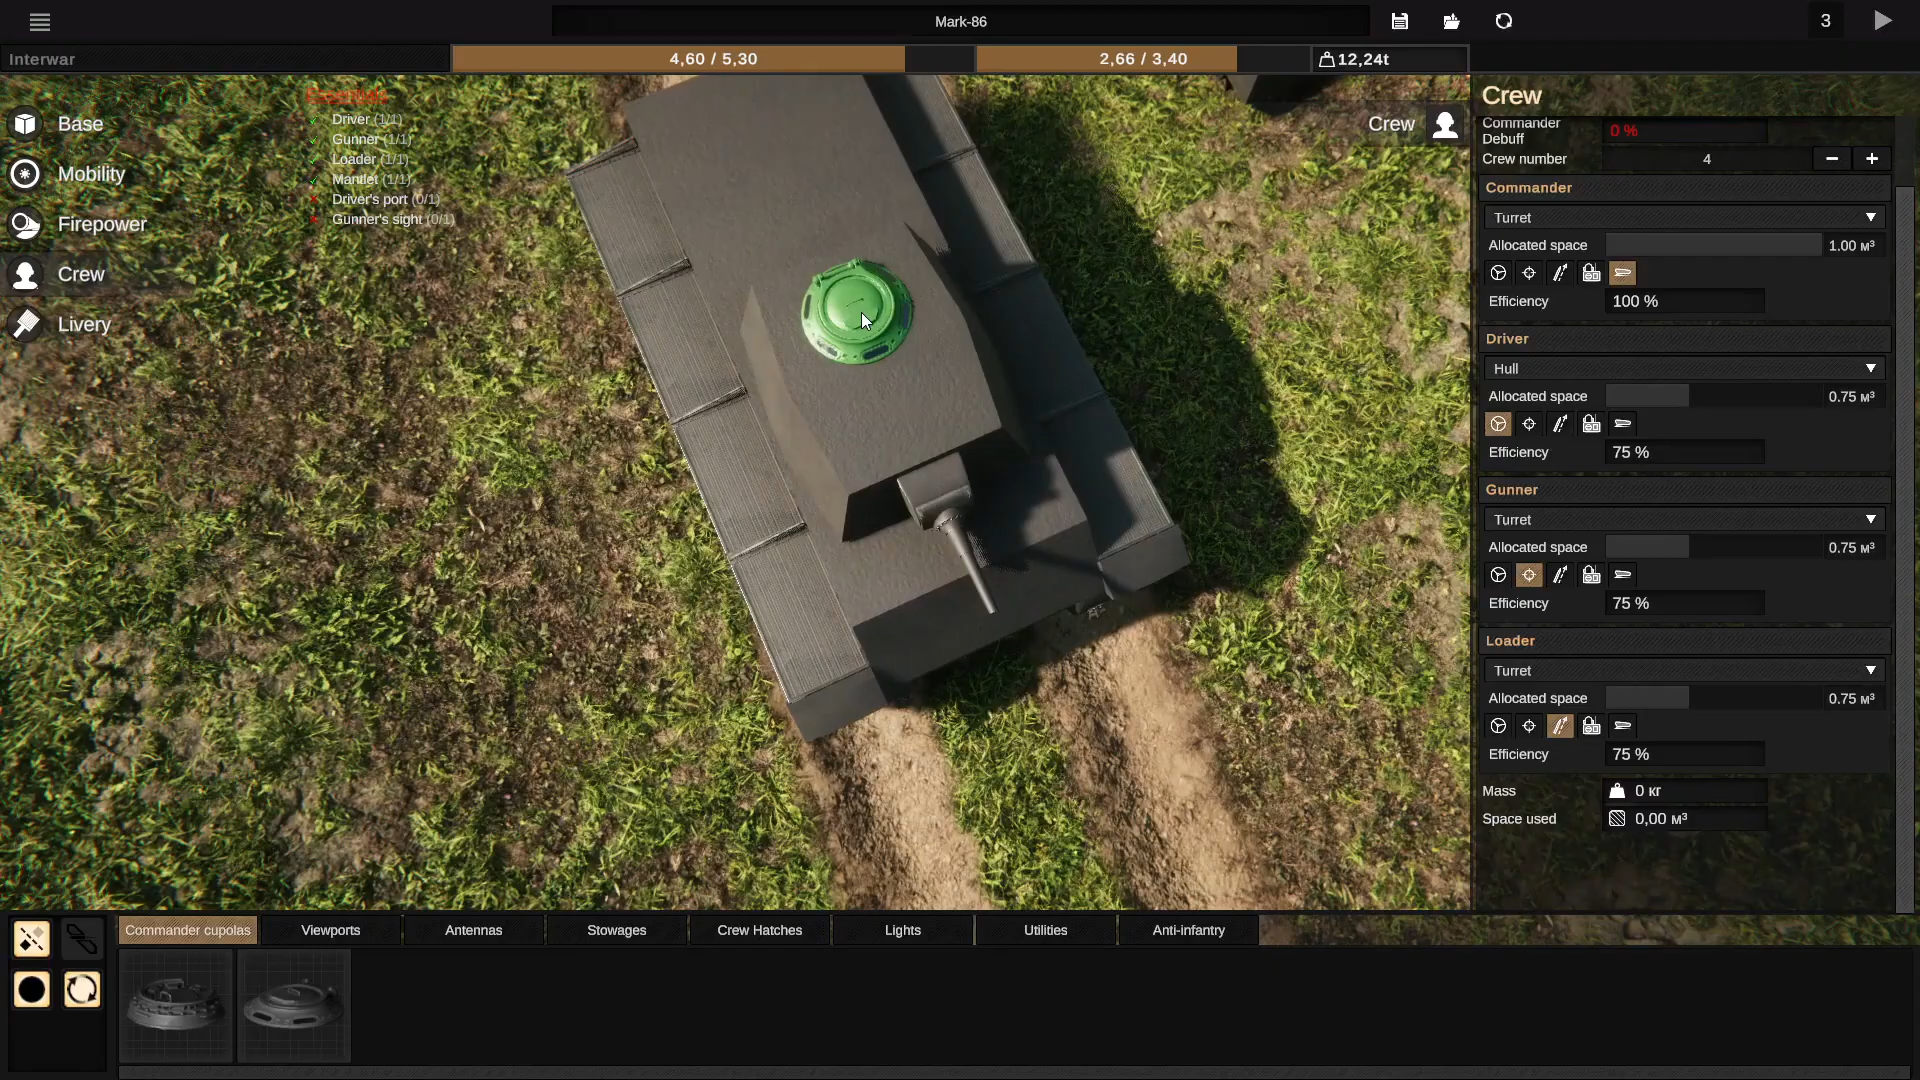 Mark-86
3
Interwar
4,60 / 5,30
2,66 / 3,40
12,24t
Base
Mobility
Firepower
Crew
Livery
Essentials
Driver (1/1)
Gunner (1/1)
Loader (1/1)
Mantlet (1/1)
Driver's port (0/1)
Gunner's sight (0/1)
Crew
Crew
Commander
Debuff
0 %
Crew number
4
Commander
Turret
Allocated space
1.00 м³
Efficiency
100 %
Driver
Hull
Allocated space
0.75 м³
Efficiency
75 %
Gunner
Turret
Allocated space
0.75 м³
Efficiency
75 %
Loader
Turret
Allocated space
0.75 м³
Efficiency
75 %
Mass
0 кг
Space used
0,00 м³
Commander cupolas
Viewports
Antennas
Stowages
Crew Hatches
Lights
Utilities
Anti-infantry